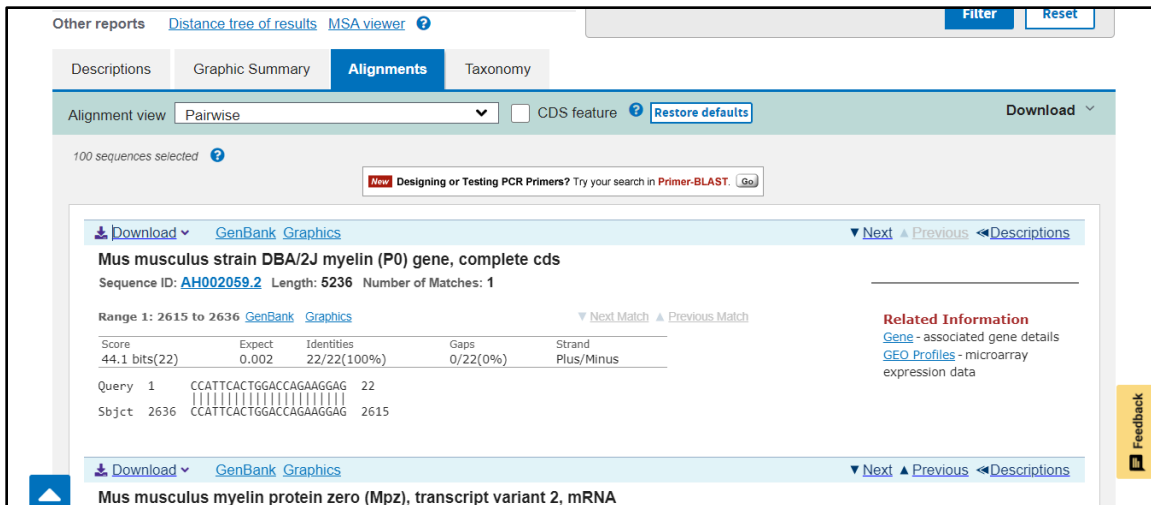 Other reports Distance tree of results MSA viewer ?
Filter Reset
Descriptions Graphic Summary Alignments Taxonomy
Alignment view Pairwise CDS feature ? Restore defaults Download
100 sequences selected ?
New Designing or Testing PCR Primers? Try your search in Primer-BLAST. Go
Download GenBank Graphics Next Previous Descriptions
Mus musculus strain DBA/2J myelin (P0) gene, complete cds
Sequence ID: AH002059.2 Length: 5236 Number of Matches: 1
Range 1: 2615 to 2636 GenBank Graphics Next Match Previous Match
Score Expect Identities Gaps Strand
44.1 bits(22) 0.002 22/22(100%) 0/22(0%) Plus/Minus
Query 1 CCATTCACTGGACCAGAAGGAG 22
||||||||||||||||||||||
Sbjct 2636 CCATTCACTGGACCAGAAGGAG 2615
Related Information
Gene - associated gene details
GEO Profiles - microarray
expression data
Feedback
Download GenBank Graphics Next Previous Descriptions
Mus musculus myelin protein zero (Mpz), transcript variant 2, mRNA